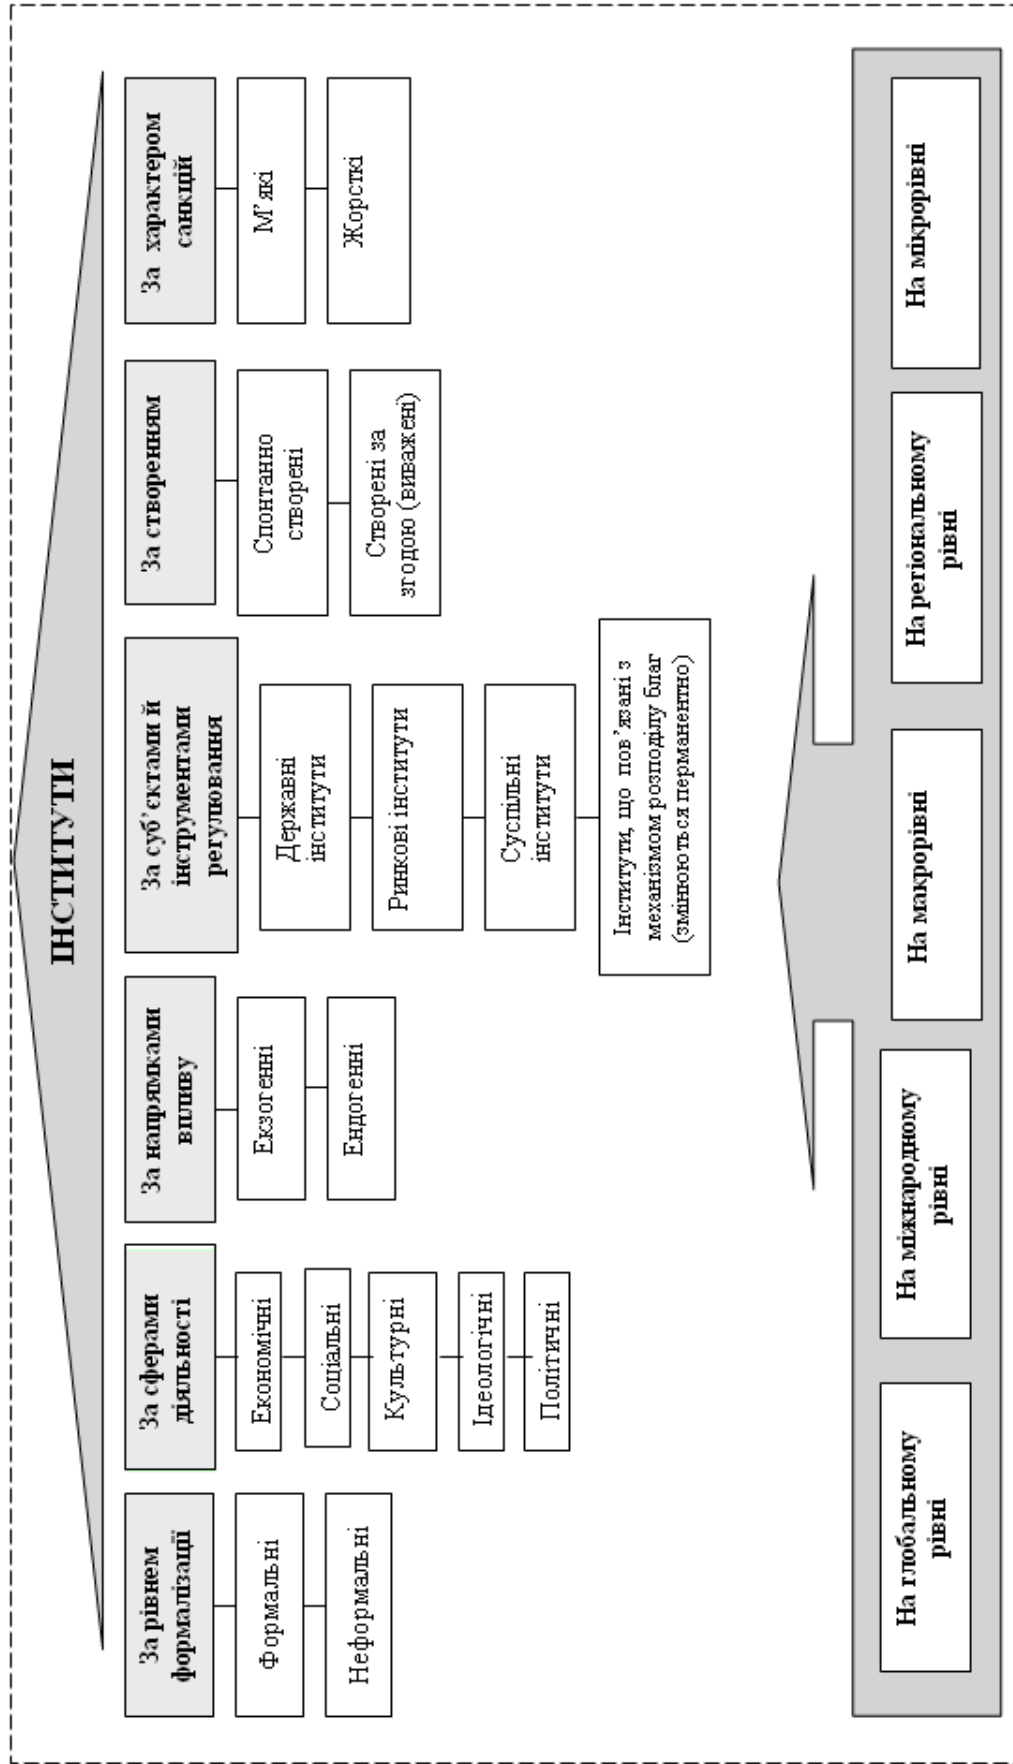 ІНСТИТУТИ
За рівнем
формалізації
Формальні
Неформальні
За сферами
діяльності
Економічні
Соціальні
Культурні
Ідеологічні
Політичні
За напрямками
впливу
Екзогенні
Ендогенні
За суб’єктами й
інструментами
регулювання
Державні
інститути
Ринкові інститути
Суспільні
інститути
Інститути, що пов’язані з
механізмом розподілу благ
(змінюються перманентно)
За створенням
Спонтанно
створені
Створені за
згодою (виважені)
За характером
санкцій
М’які
Жорсткі
На глобальному
рівні
На міжнародному
рівні
На макрорівні
На регіональному
рівні
На мікрорівні